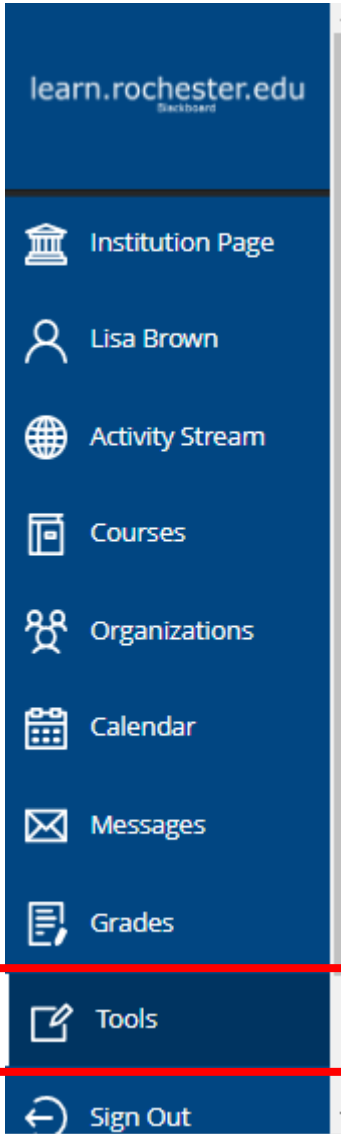 learn.rochester.edu
Blackboard
Institution Page
Lisa Brown
Activity Stream
Courses
Organizations
Calendar
Messages
Grades
Tools
Sign Out